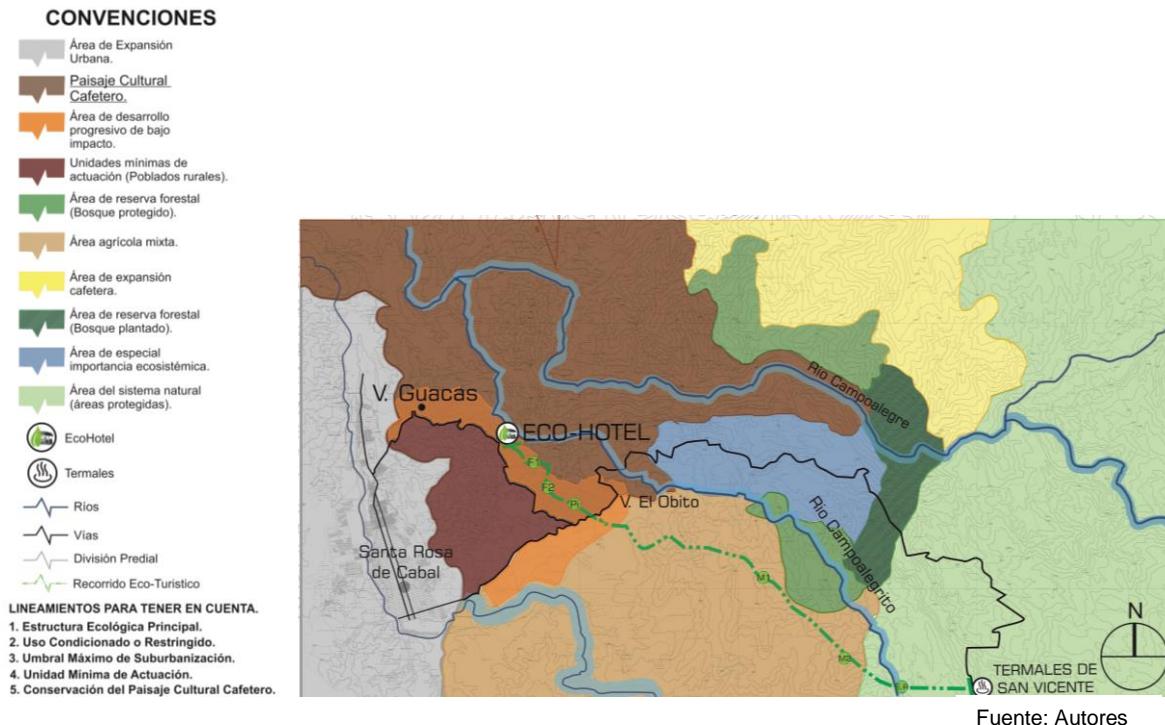 CONVENCIONES
Área de Expansión
Urbana.
Paisaje Cultural
Cafetero.
Área de desarrollo
progresivo de bajo
impacto.
Unidades mínimas de
actuación (Poblados rurales).
Área de reserva forestal
(Bosque protegido).
Área agrícola mixta.
Área de expansión
cafetera.
Área de reserva forestal
(Bosque plantado).
Área de especial
importancia ecosistémica.
Área del sistema natural
(áreas protegidas).
EcoHotel
Termales
Ríos
Vías
División Predial
Recorrido Eco-Turistico
LINEAMIENTOS PARA TENER EN CUENTA.
1. Estructura Ecológica Principal.
2. Uso Condicionado o Restringido.
3. Umbral Máximo de Suburbanización.
4. Unidad Mínima de Actuación.
5. Conservación del Paisaje Cultural Cafetero.
Rio Campoalegre
V. Guacas
ECO-HOTEL
F1
F2
V. El Obito
Rio Campoalegrito
Santa Rosa
de Cabal
M1
N
TERMALES DE
SAN VICENTE
Fuente: Autores